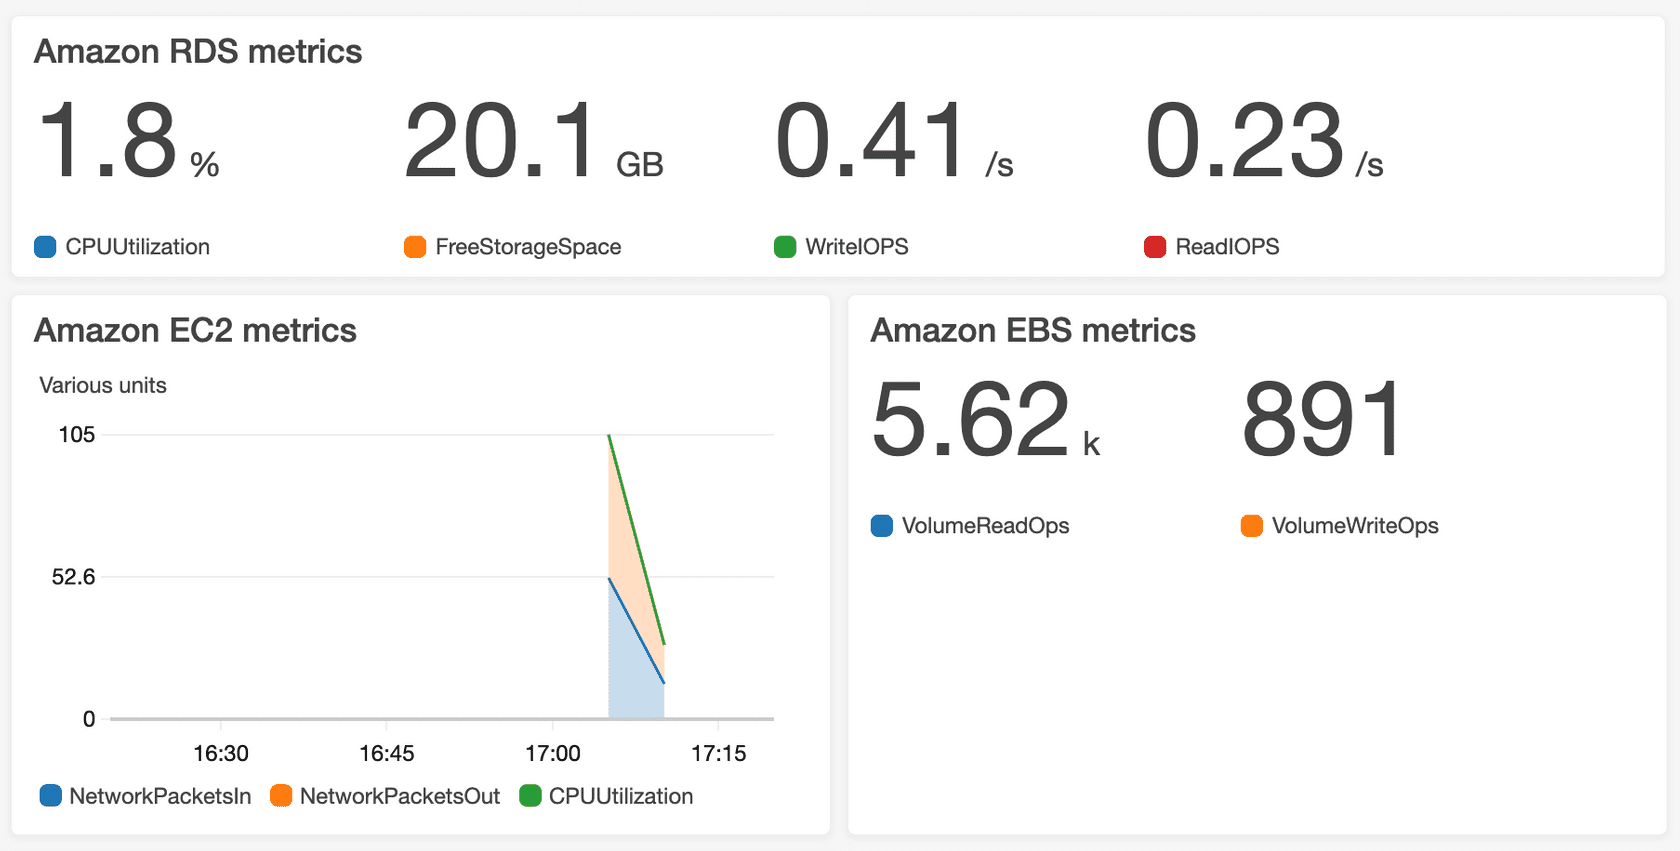 Amazon RDS metrics
1.8 % 20.1 GB 0.41 /s 0.23 /s
CPUUtilization FreeStorageSpace WriteIOPS ReadIOPS
Amazon EC2 metrics
Various units
105
52.6
0
16:30 16:45 17:00 17:15
NetworkPacketsIn NetworkPacketsOut CPUUtilization
Amazon EBS metrics
5.62 k 891
VolumeReadOps VolumeWriteOps